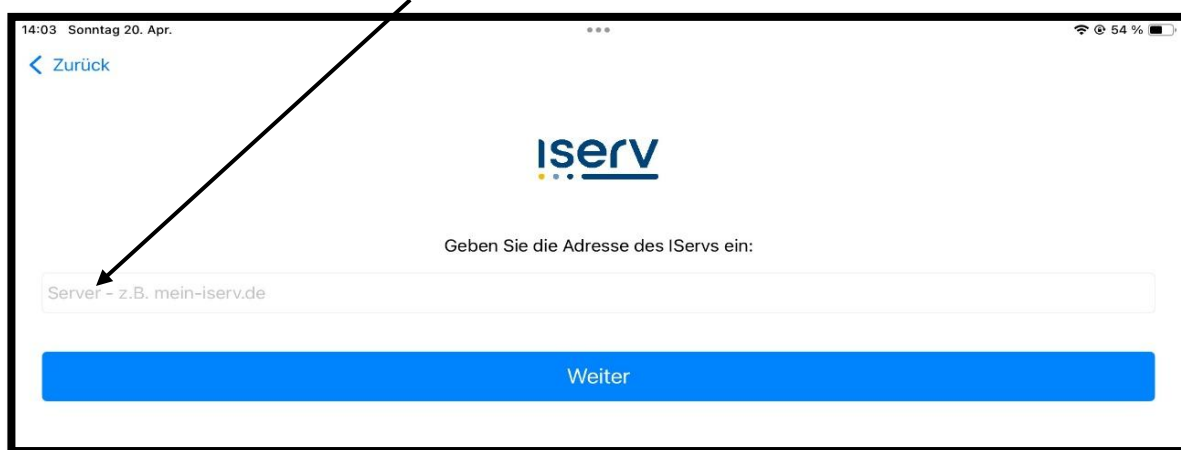 14:03 Sonntag 20. Apr.
54 %
Zurück
Iserv
Geben Sie die Adresse des IServs ein:
Server - z.B. mein-iserv.de
Weiter